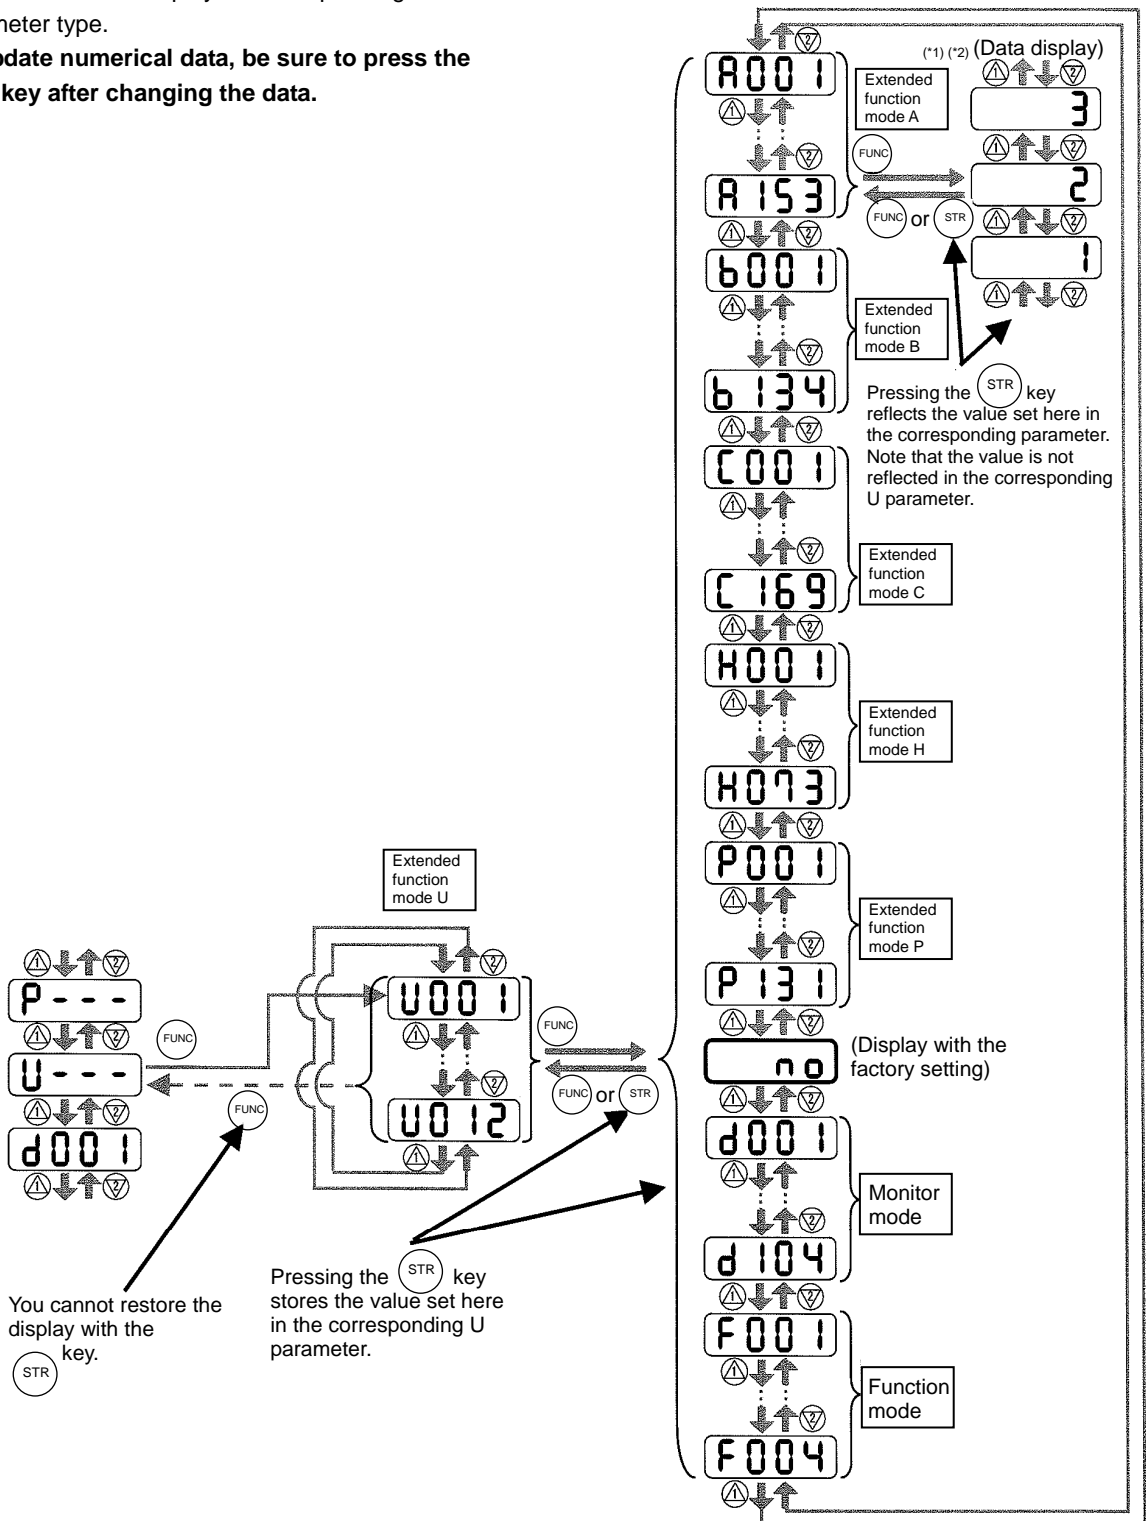 meter type.
pdate numerical data, be sure to press the
key after changing the data.
(*1) (*2) (Data display)
A001
Extended
function
mode A
3
FUNC
2
A153
FUNC or STR
1
b001
Extended
function
mode B
b134
Pressing the STR key
reflects the value set here in
the corresponding parameter.
Note that the value is not
reflected in the corresponding
U parameter.
C001
Extended
function
mode C
C169
H001
Extended
function
mode H
H073
P001
Extended
function
mode P
P131
no
(Display with the
factory setting)
d001
Monitor
mode
d104
F001
Function
mode
F004
Extended
function
mode U
P---
U---
d001
FUNC
FUNC
U001
U012
FUNC
FUNC or STR
You cannot restore the
display with the
STR key.
Pressing the STR key
stores the value set here
in the corresponding U
parameter.